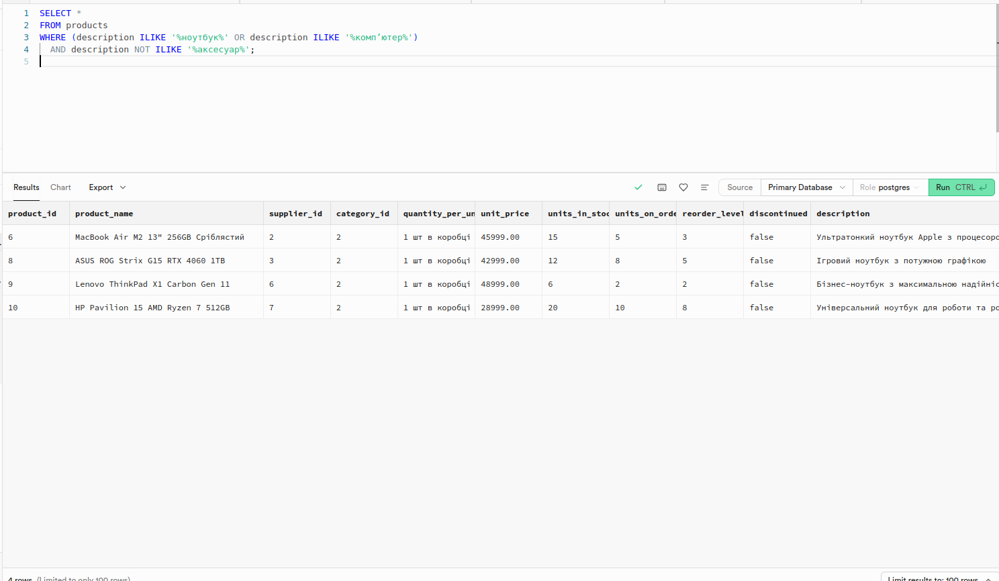 1 SELECT *
2 FROM products
3 WHERE (description ILIKE '%ноутбук%' OR description ILIKE '%комп’ютер%')
4 AND description NOT ILIKE '%аксесуар%';
5
Results Chart Export Source Primary Database Role postgres Run CTRL
product_id product_name supplier_id category_id quantity_per_un unit_price units_in_stoc units_on_orde reorder_level discontinued description
6 MacBook Air M2 13" 256GB Сріблястий 2 2 1 шт в коробці 45999.00 15 5 3 false Ультратонкий ноутбук Apple з процесоро
8 ASUS ROG Strix G15 RTX 4060 1TB 3 2 1 шт в коробці 42999.00 12 8 5 false Ігровий ноутбук з потужною графікою
9 Lenovo ThinkPad X1 Carbon Gen 11 6 2 1 шт в коробці 48999.00 6 2 2 false Бізнес-ноутбук з максимальною надійніс
10 HP Pavilion 15 AMD Ryzen 7 512GB 7 2 1 шт в коробці 28999.00 20 10 8 false Універсальний ноутбук для роботи та ро
4 rows (Limited to only 100 rows) Limit results to: 100 rows